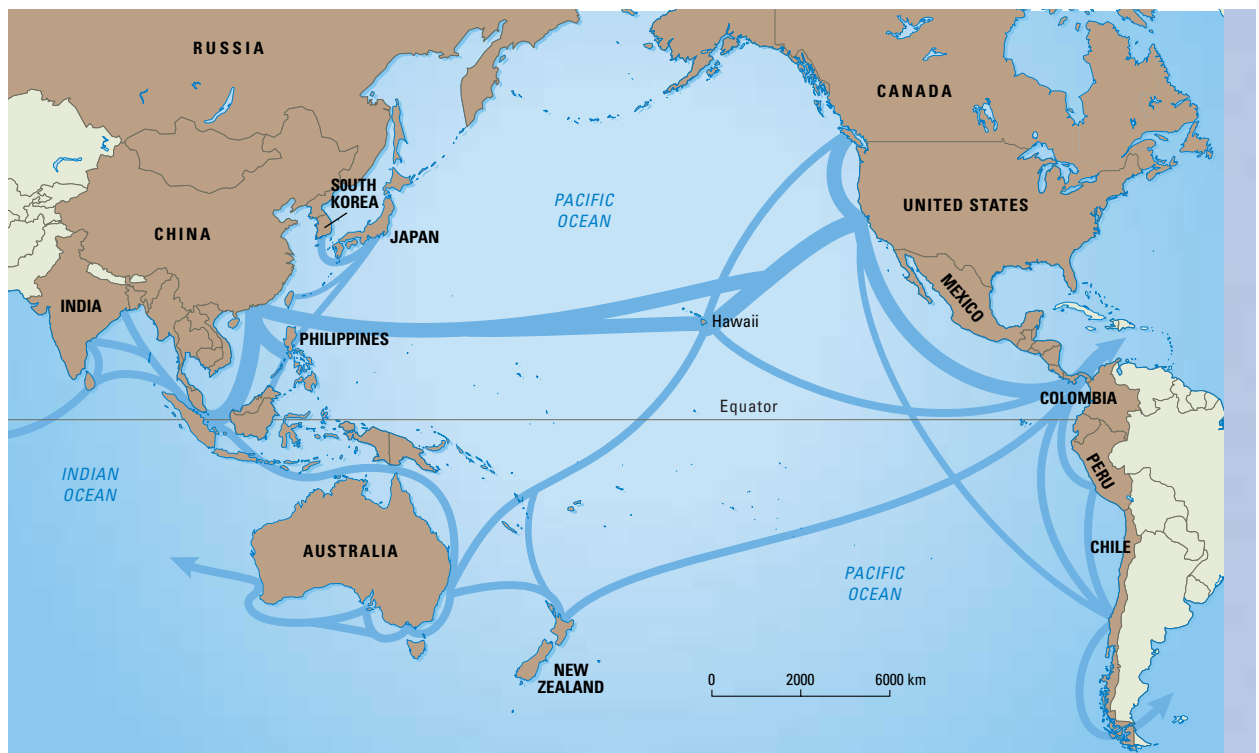 RUSSIA
CANADA
SOUTH
KOREA
PACIFIC
OCEAN
UNITED STATES
CHINA
JAPAN
MEXICO
INDIA
Hawaii
PHILIPPINES
COLOMBIA
Equator
INDIAN
OCEAN
PERU
AUSTRALIA
CHILE
PACIFIC
OCEAN
NEW
ZEALAND
0 2000 6000 km